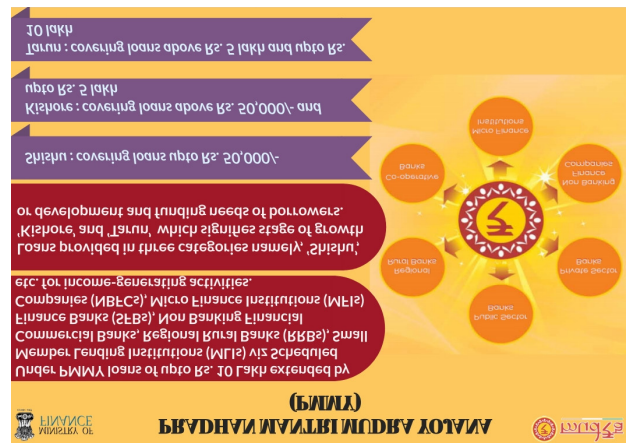 MINISTRY OF
FINANCE
PRADHAN MANTRI MUDRA YOJANA
(PMMY)
mudra
Under PMMY loans of upto Rs. 10 Lakh extended by
Member Lending Institutions (MLIs) viz Scheduled
Commercial Banks, Regional Rural Banks (RRBs), Small
Finance Banks (SFBs), Non Banking Financial
Companies (NBFCs), Micro Finance Institutions (MFIs)
etc. for income-generating activities.
Loans provided in three categories namely, 'Shishu',
'Kishore' and 'Tarun' which signifies stage of growth
or development and funding needs of borrowers.
Shishu : covering loans upto Rs. 50,000/-
Kishore : covering loans above Rs. 50,000/- and
upto Rs. 5 lakh
Tarun : covering loans above Rs. 5 lakh and upto Rs.
10 lakh
Public Sector
Banks
Regional
Rural Banks
Private Sector
Banks
₹
Co-operative
Banks
Non Banking
Finance
Companies
Micro Finance
Institutions